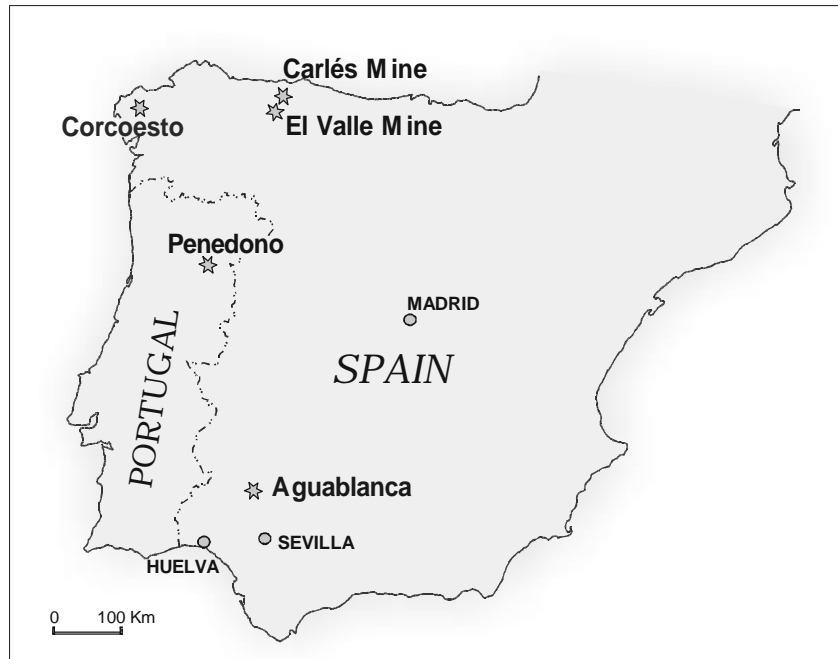 Carlés Mine
Corcoesto
El Valle Mine
Penedono
MADRID
SPAIN
PORTUGAL
Aguablanca
SEVILLA
HUELVA
0 100 Km